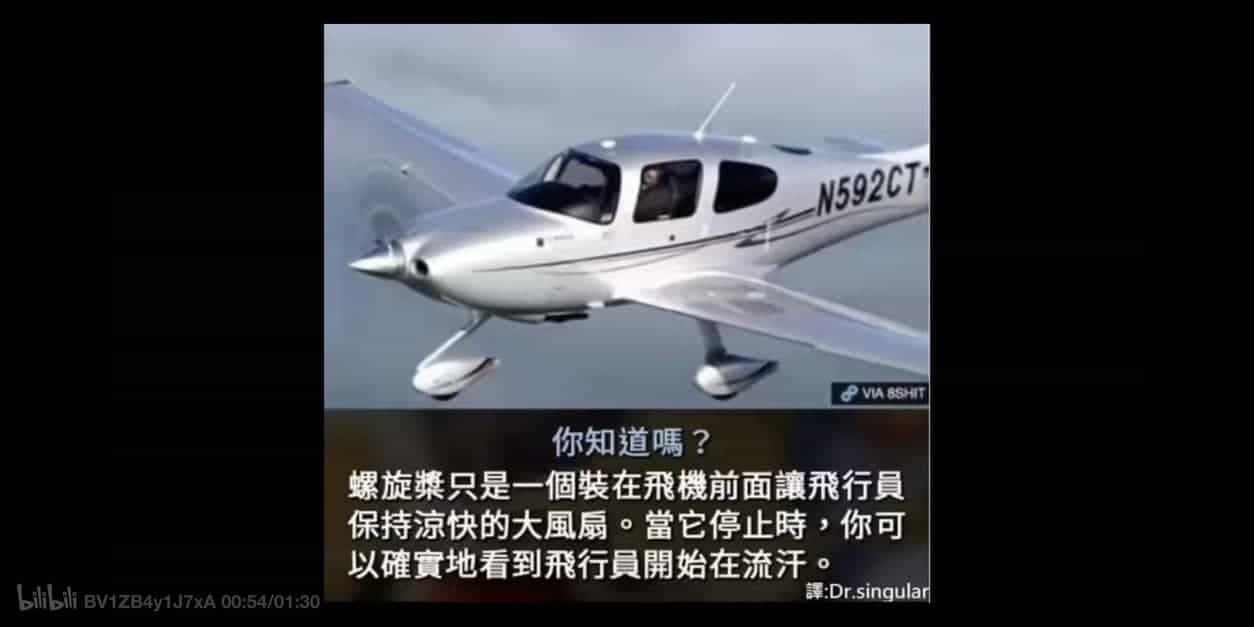 N592CT
VIA 8SHIT
你知道嗎？
螺旋槳只是一個裝在飛機前面讓飛行員
保持涼快的大風扇。當它停止時，你可
以確實地看到飛行員開始在流汗。
譯:Dr.singular
bilibili BV1ZB4y1J7xA 00:54/01:30